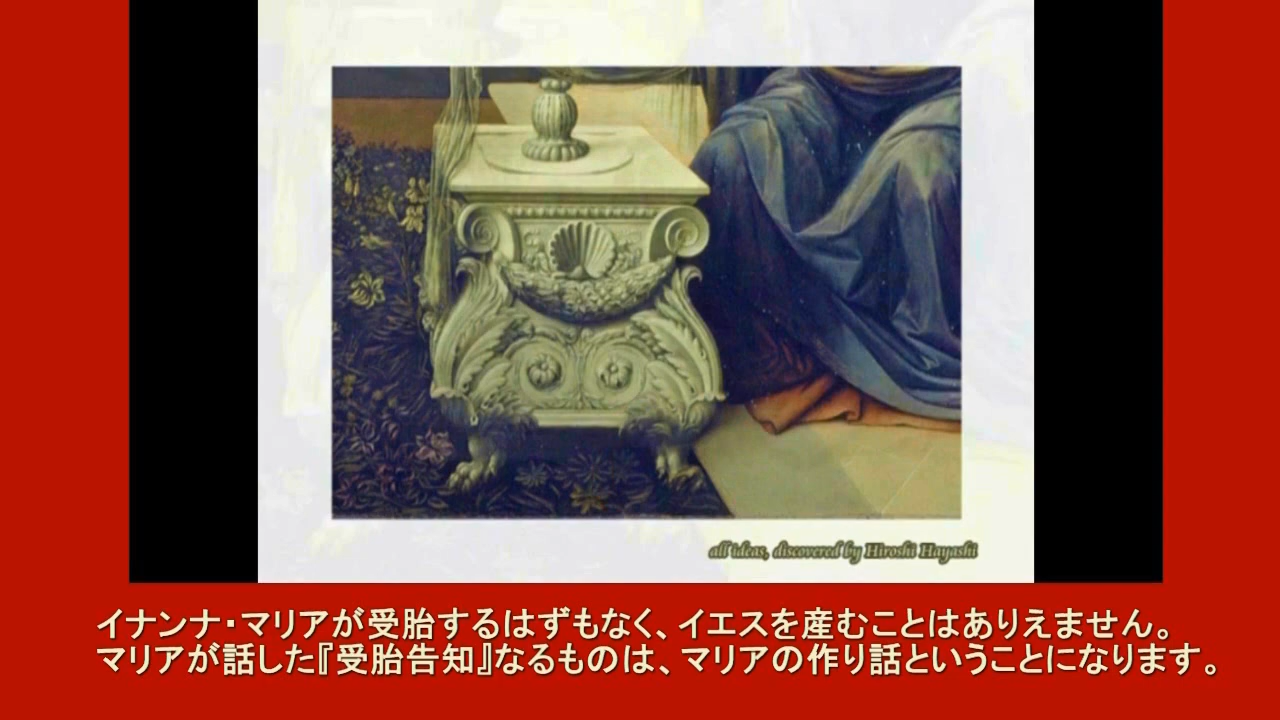 all ideas, discovered by Hiroshi Hayashi
イナンナ・マリアが受胎するはずもなく、イエスを産むことはありえません。
マリアが話した『受胎告知』なるものは、マリアの作り話ということになります。